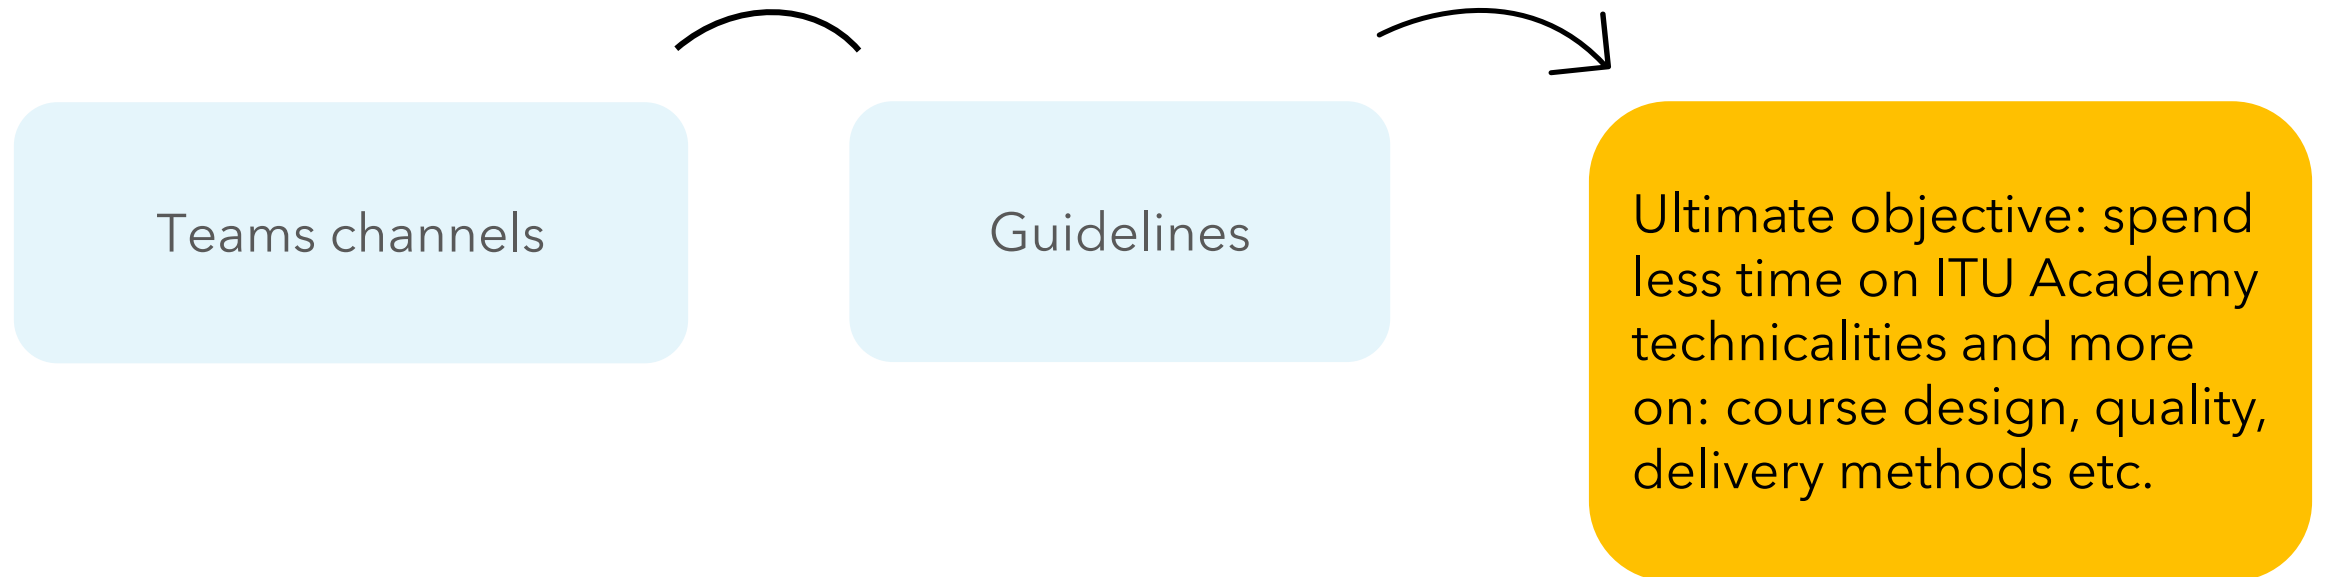 Teams channels
Guidelines
Ultimate objective: spend
less time on ITU Academy
technicalities and more
on: course design, quality,
delivery methods etc.